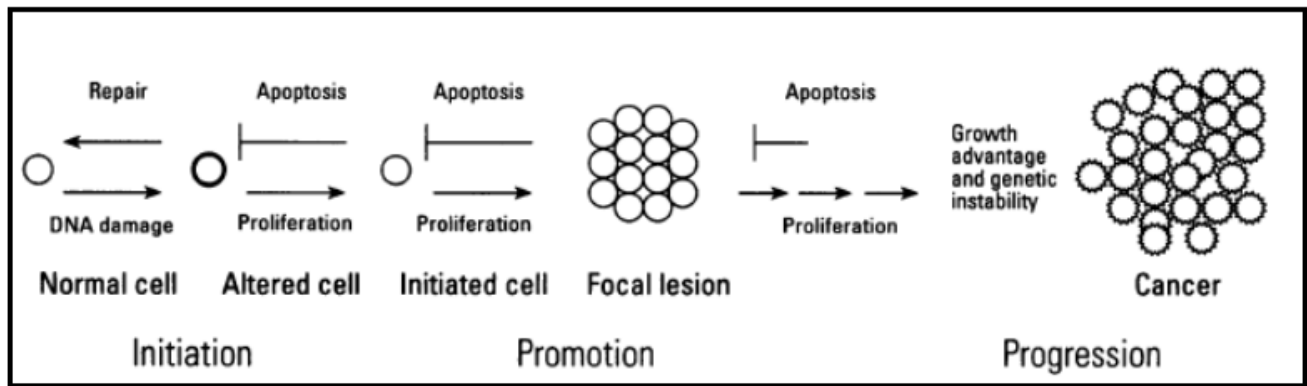 Repair
Apoptosis
Apoptosis
Apoptosis
Growth
advantage
and genetic
instability
DNA damage
Proliferation
Proliferation
Proliferation
Normal cell
Altered cell
Initiated cell
Focal lesion
Cancer
Initiation
Promotion
Progression